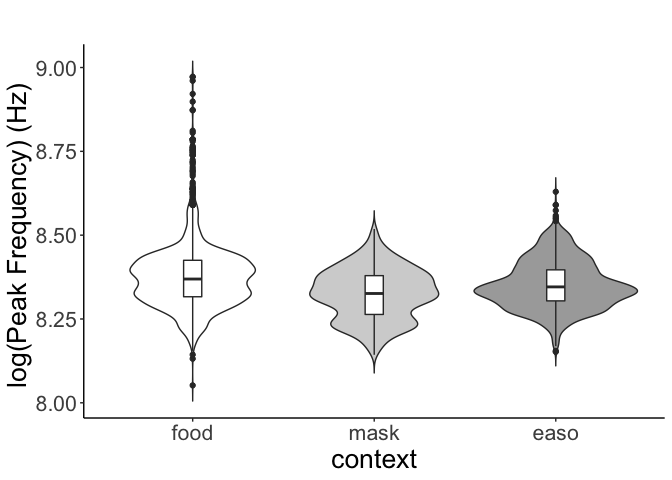 log(Peak Frequency) (Hz)
9.00
8.75
8.50
8.25
8.00
food mask easo
context